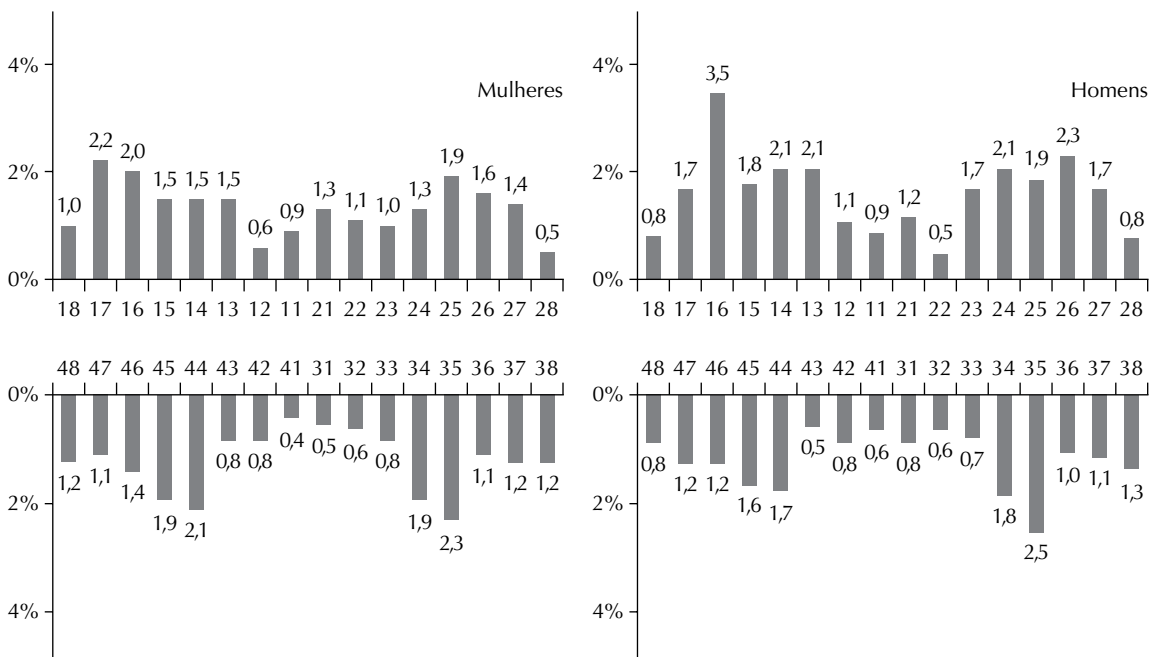 4%
Mulheres
2%
0%
1,0 2,2 2,0 1,5 1,5 1,5 0,6 0,9 1,3 1,1 1,0 1,3 1,9 1,6 1,4 0,5
18 17 16 15 14 13 12 11 21 22 23 24 25 26 27 28
48 47 46 45 44 43 42 41 31 32 33 34 35 36 37 38
0%
1,2 1,1 1,4 1,9 2,1 0,8 0,8 0,4 0,5 0,6 0,8 1,9 2,3 1,1 1,2 1,2
2%
4%
4%
Homens
2%
0%
0,8 1,7 3,5 1,8 2,1 2,1 1,1 0,9 1,2 0,5 1,7 2,1 1,9 2,3 1,7 0,8
18 17 16 15 14 13 12 11 21 22 23 24 25 26 27 28
48 47 46 45 44 43 42 41 31 32 33 34 35 36 37 38
0%
0,8 1,2 1,2 1,6 1,7 0,5 0,8 0,6 0,8 0,6 0,7 1,8 2,5 1,0 1,1 1,3
2%
4%